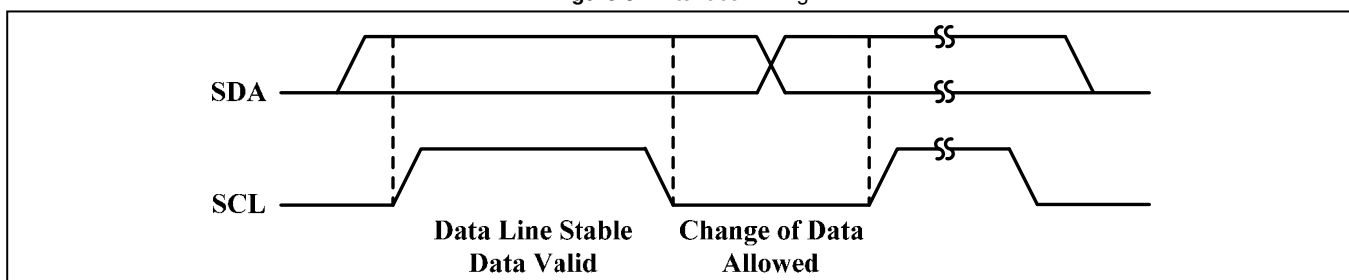 SDA
SCL
Data Line Stable
Data Valid
Change of Data
Allowed